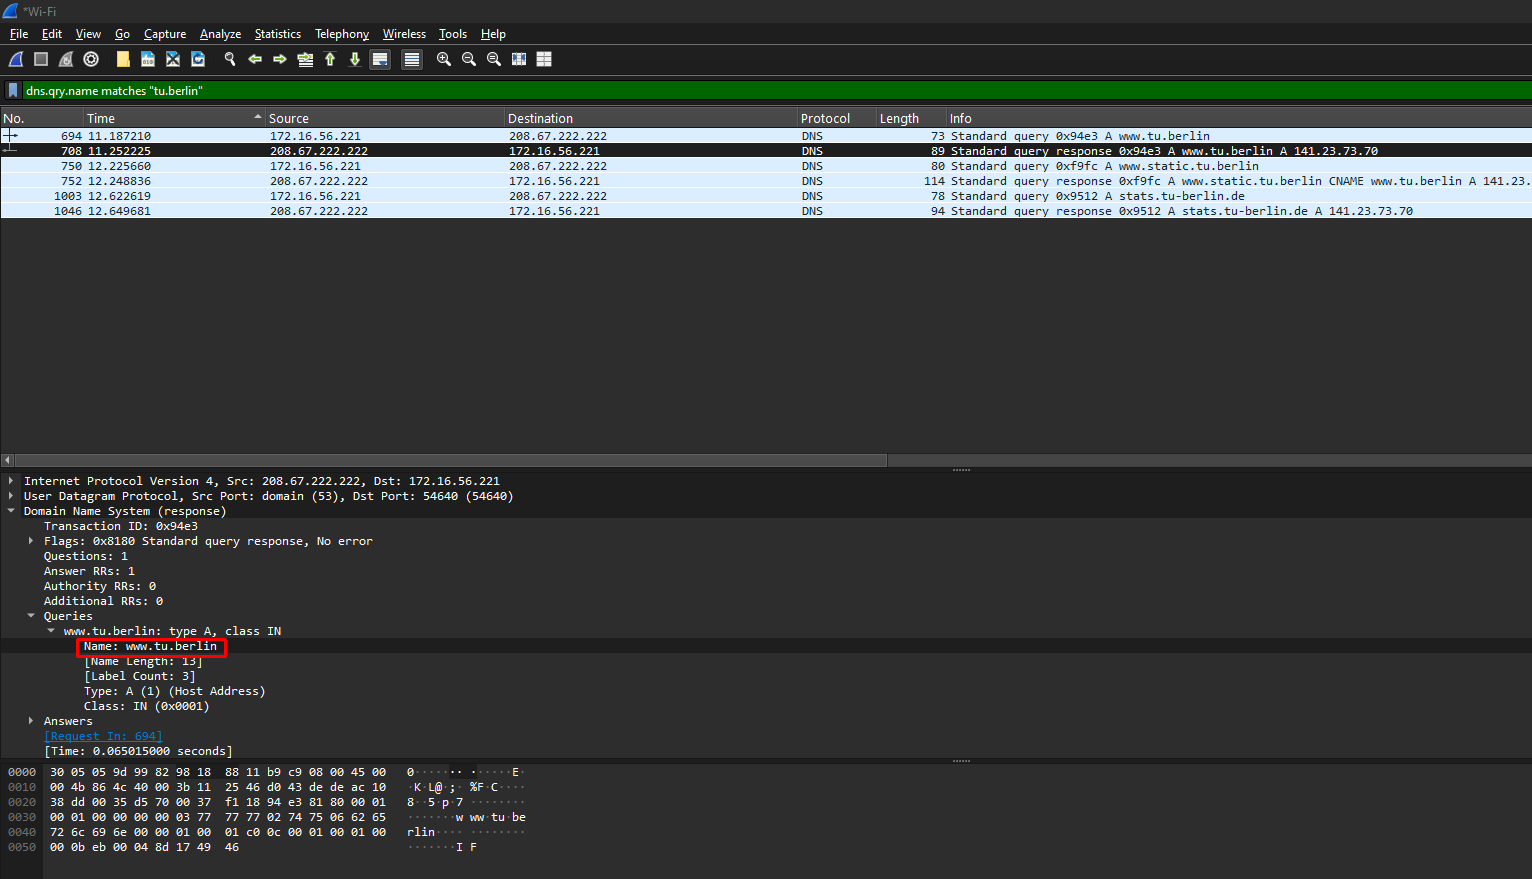 *Wi-Fi
File Edit View Go Capture Analyze Statistics Telephony Wireless Tools Help
dns.qry.name matches "tu.berlin"
No. Time Source Destination Protocol Length Info
694 11.187210 172.16.56.221 208.67.222.222 DNS 73 Standard query 0x94e3 A www.tu.berlin
708 11.252225 208.67.222.222 172.16.56.221 DNS 89 Standard query response 0x94e3 A www.tu.berlin A 141.23.73.70
750 12.225660 172.16.56.221 208.67.222.222 DNS 80 Standard query 0xf9fc A www.static.tu.berlin
752 12.248836 208.67.222.222 172.16.56.221 DNS 114 Standard query response 0xf9fc A www.static.tu.berlin CNAME www.tu.berlin A 141.23.
1003 12.622619 172.16.56.221 208.67.222.222 DNS 78 Standard query 0x9512 A stats.tu-berlin.de
1046 12.649681 208.67.222.222 172.16.56.221 DNS 94 Standard query response 0x9512 A stats.tu-berlin.de A 141.23.73.70
Internet Protocol Version 4, Src: 208.67.222.222, Dst: 172.16.56.221
User Datagram Protocol, Src Port: domain (53), Dst Port: 54640 (54640)
Domain Name System (response)
Transaction ID: 0x94e3
Flags: 0x8180 Standard query response, No error
Questions: 1
Answer RRs: 1
Authority RRs: 0
Additional RRs: 0
Queries
www.tu.berlin: type A, class IN
Name: www.tu.berlin
[Name Length: 13]
[Label Count: 3]
Type: A (1) (Host Address)
Class: IN (0x0001)
Answers
[Request In: 694]
[Time: 0.065015000 seconds]
0000 30 05 05 9d 99 82 98 18 88 11 b9 c9 08 00 45 00 0·······  ······E·
0010 00 4b 86 4c 40 00 3b 11 25 46 d0 43 de de ac 10 ·K·L@·;· %F·C····
0020 38 dd 00 35 d5 70 00 37 f1 18 94 e3 81 80 00 01 8··5·p·7 ········
0030 00 01 00 00 00 00 03 77 77 77 02 74 75 06 62 65 ·······w ww·tu·be
0040 72 6c 69 6e 00 00 01 00 01 c0 0c 00 01 00 01 00 rlin···· ········
0050 00 0b eb 00 04 8d 17 49 46 ·······I F